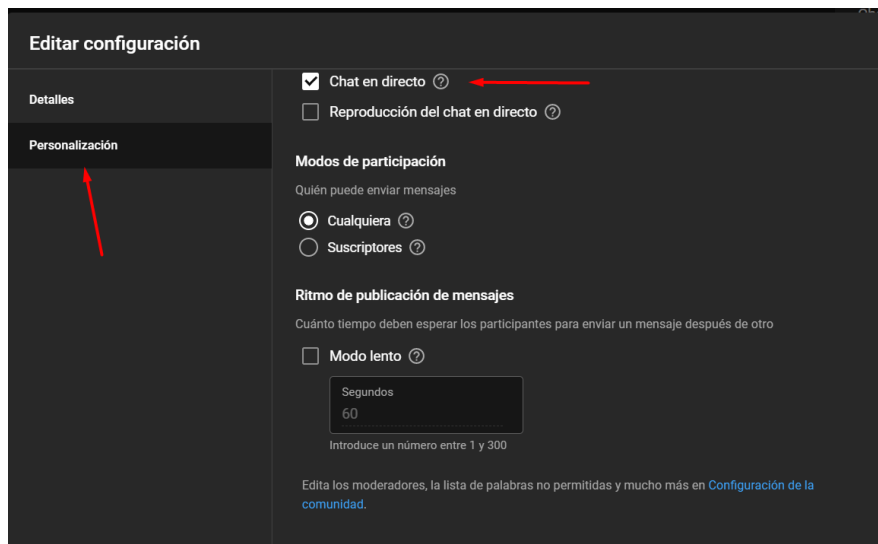 Editar configuración
Detalles
Personalización
Chat en directo
Reproducción del chat en directo
Modos de participación
Quién puede enviar mensajes
Cualquiera
Suscriptores
Ritmo de publicación de mensajes
Cuánto tiempo deben esperar los participantes para enviar un mensaje después de otro
Modo lento
Segundos
60
Introduce un número entre 1 y 300
Edita los moderadores, la lista de palabras no permitidas y mucho más en Configuración de la
comunidad.